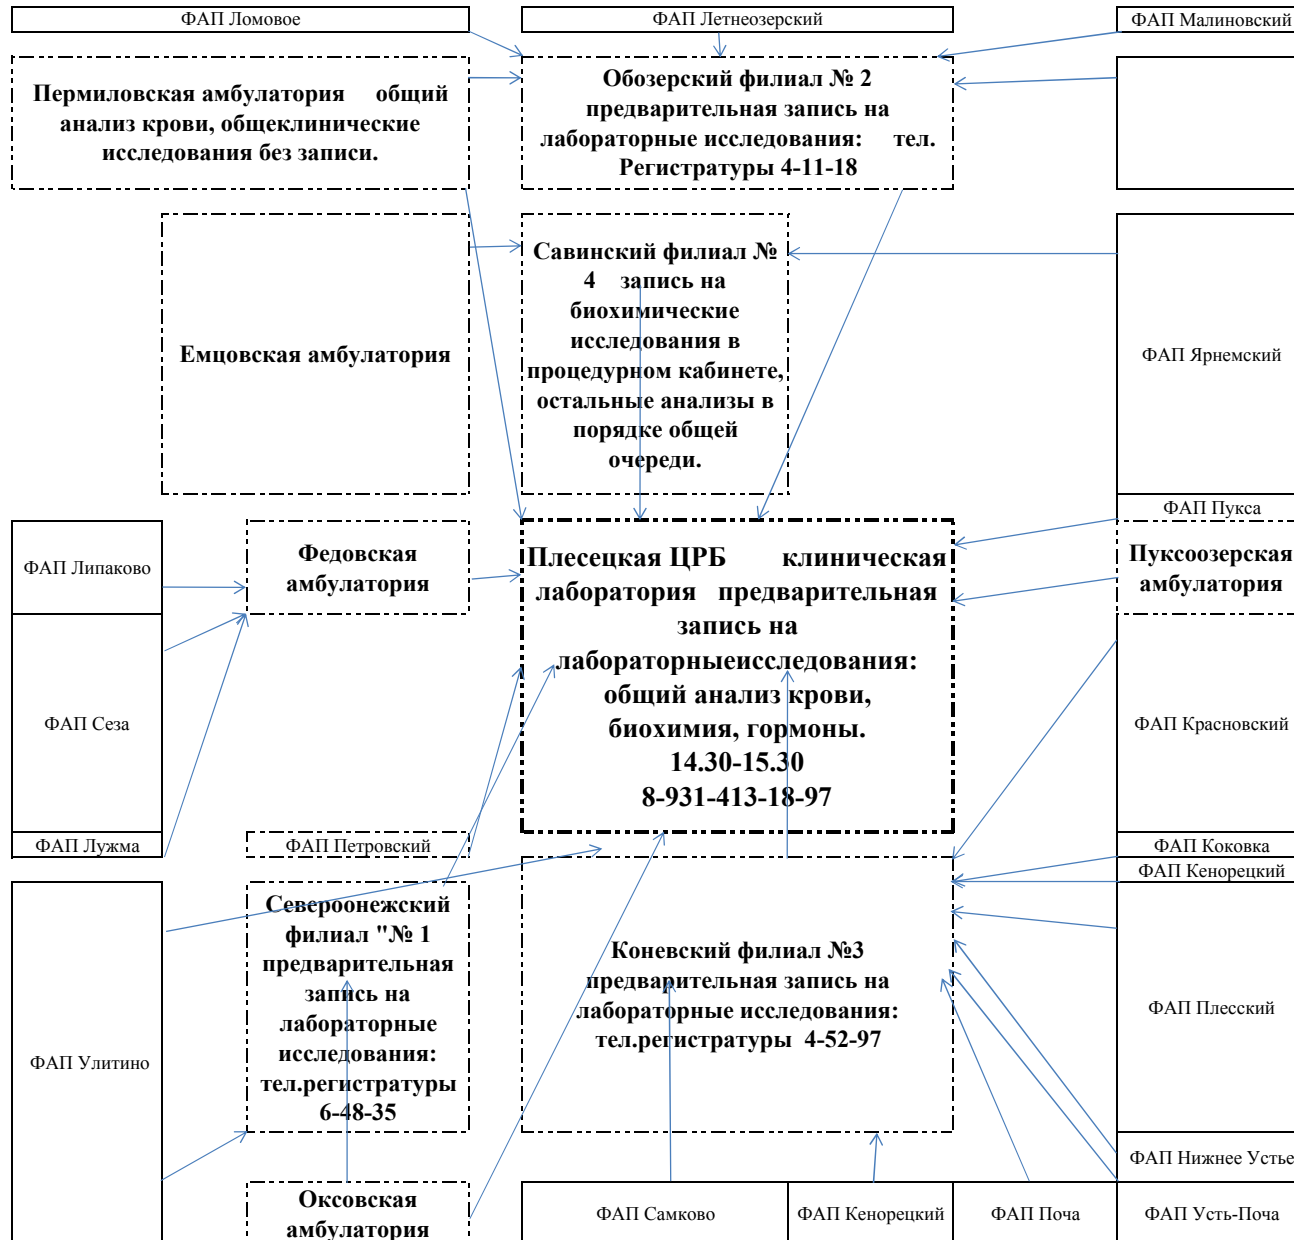 ФАП Ломовое
ФАП Летнеозерский
ФАП Малиновский
Пермиловская амбулатория общий
анализ крови, общеклинические
исследования без записи.
Обозерский филиал № 2
предварительная запись на
лабораторные исследования: тел.
Регистратуры 4-11-18
Емцовская амбулатория
Савинский филиал №
4 запись на
биохимические
исследования в
процедурном кабинете,
остальные анализы в
порядке общей
очереди.
ФАП Ярнемский
ФАП Пукса
ФАП Липаково
Федовская
амбулатория
Плесецкая ЦРБ клиническая
лаборатория предварительная
запись на
лабораторныеисследования:
общий анализ крови,
биохимия, гормоны.
14.30-15.30
8-931-413-18-97
Пуксоозерская
амбулатория
ФАП Сеза
ФАП Красновский
ФАП Лужма
ФАП Петровский
ФАП Коковка
ФАП Кенорецкий
ФАП Улитино
Североонежский
филиал "№ 1
предварительная
запись на
лабораторные
исследования:
тел.регистратуры
6-48-35
Коневский филиал №3
предварительная запись на
лабораторные исследования:
тел.регистратуры 4-52-97
ФАП Плесский
ФАП Нижнее Устье
Оксовская
амбулатория
ФАП Самково
ФАП Кенорецкий
ФАП Поча
ФАП Усть-Поча